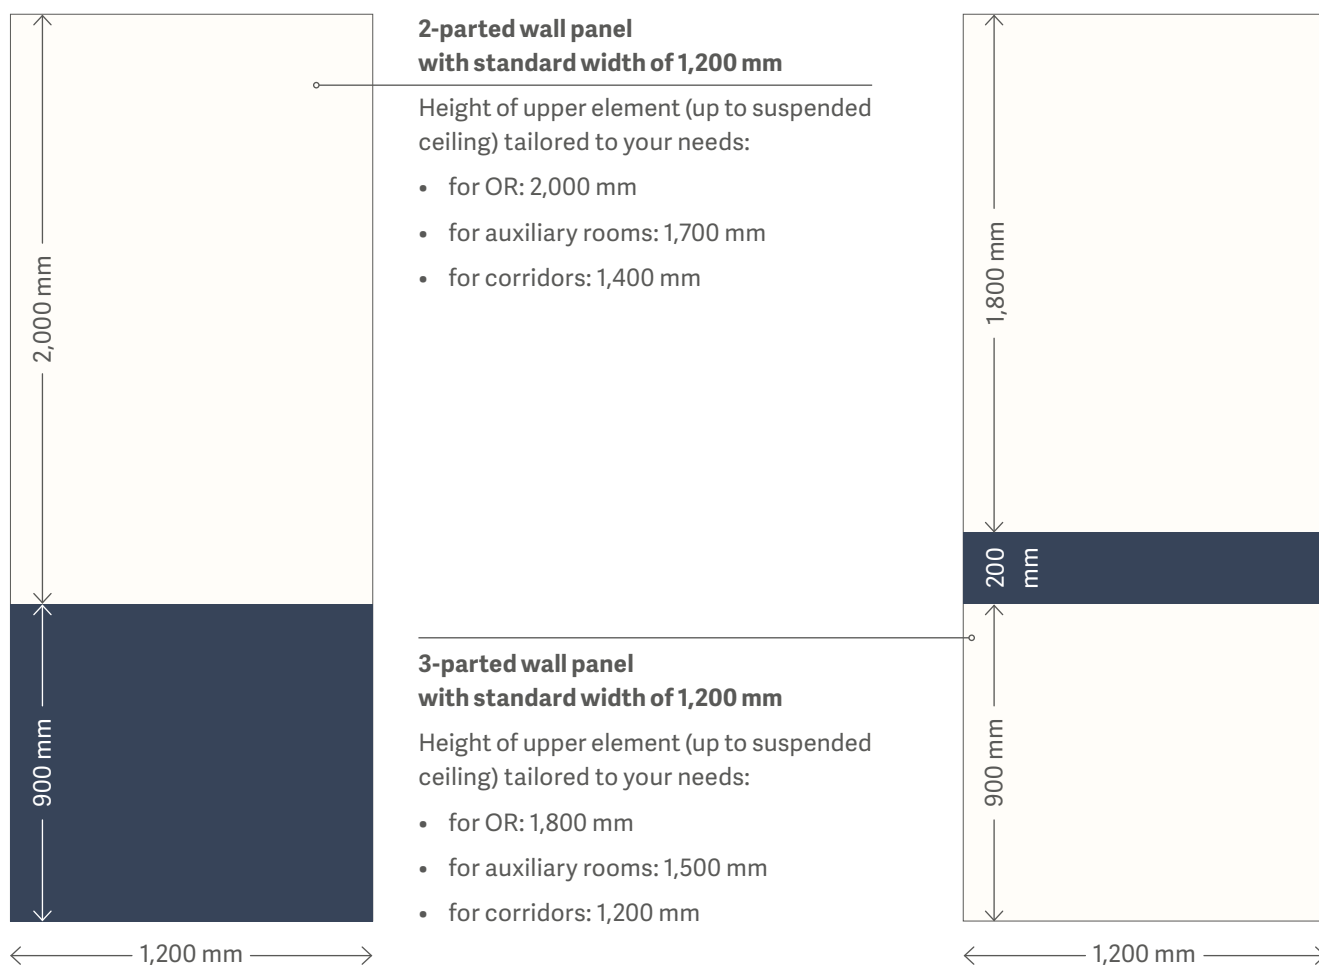 2,000 mm
900 mm
1,200 mm
2-parted wall panel
with standard width of 1,200 mm
Height of upper element (up to suspended
ceiling) tailored to your needs:
• for OR: 2,000 mm
• for auxiliary rooms: 1,700 mm
• for corridors: 1,400 mm
3-parted wall panel
with standard width of 1,200 mm
Height of upper element (up to suspended
ceiling) tailored to your needs:
• for OR: 1,800 mm
• for auxiliary rooms: 1,500 mm
• for corridors: 1,200 mm
1,800 mm
200
mm
900 mm
1,200 mm